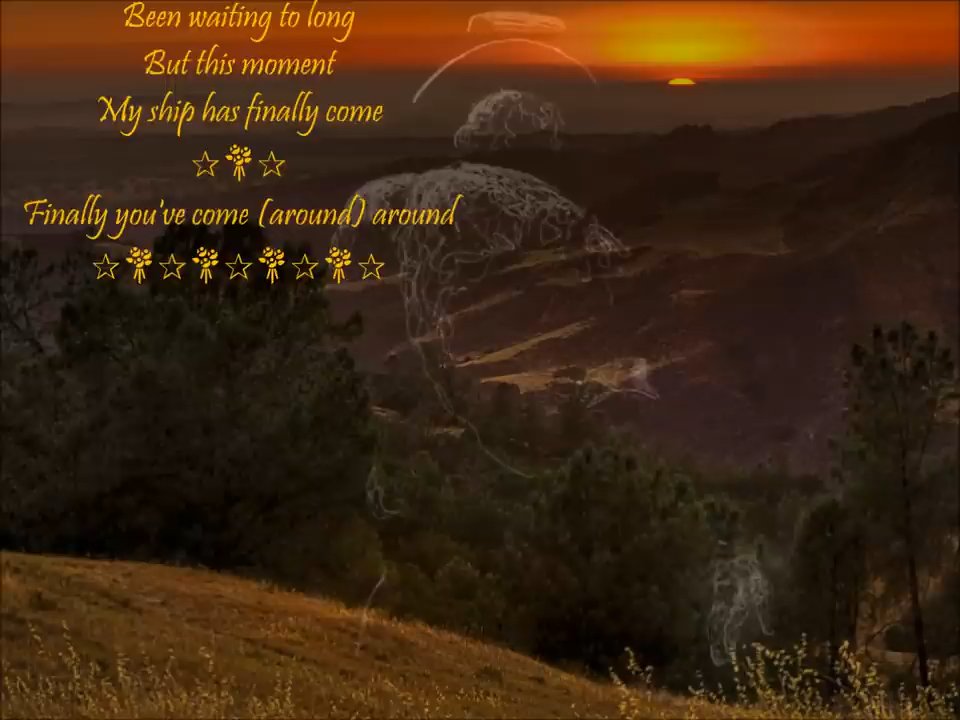 Been waiting to long
But this moment
My ship has finally come
Finally you've come (around) around